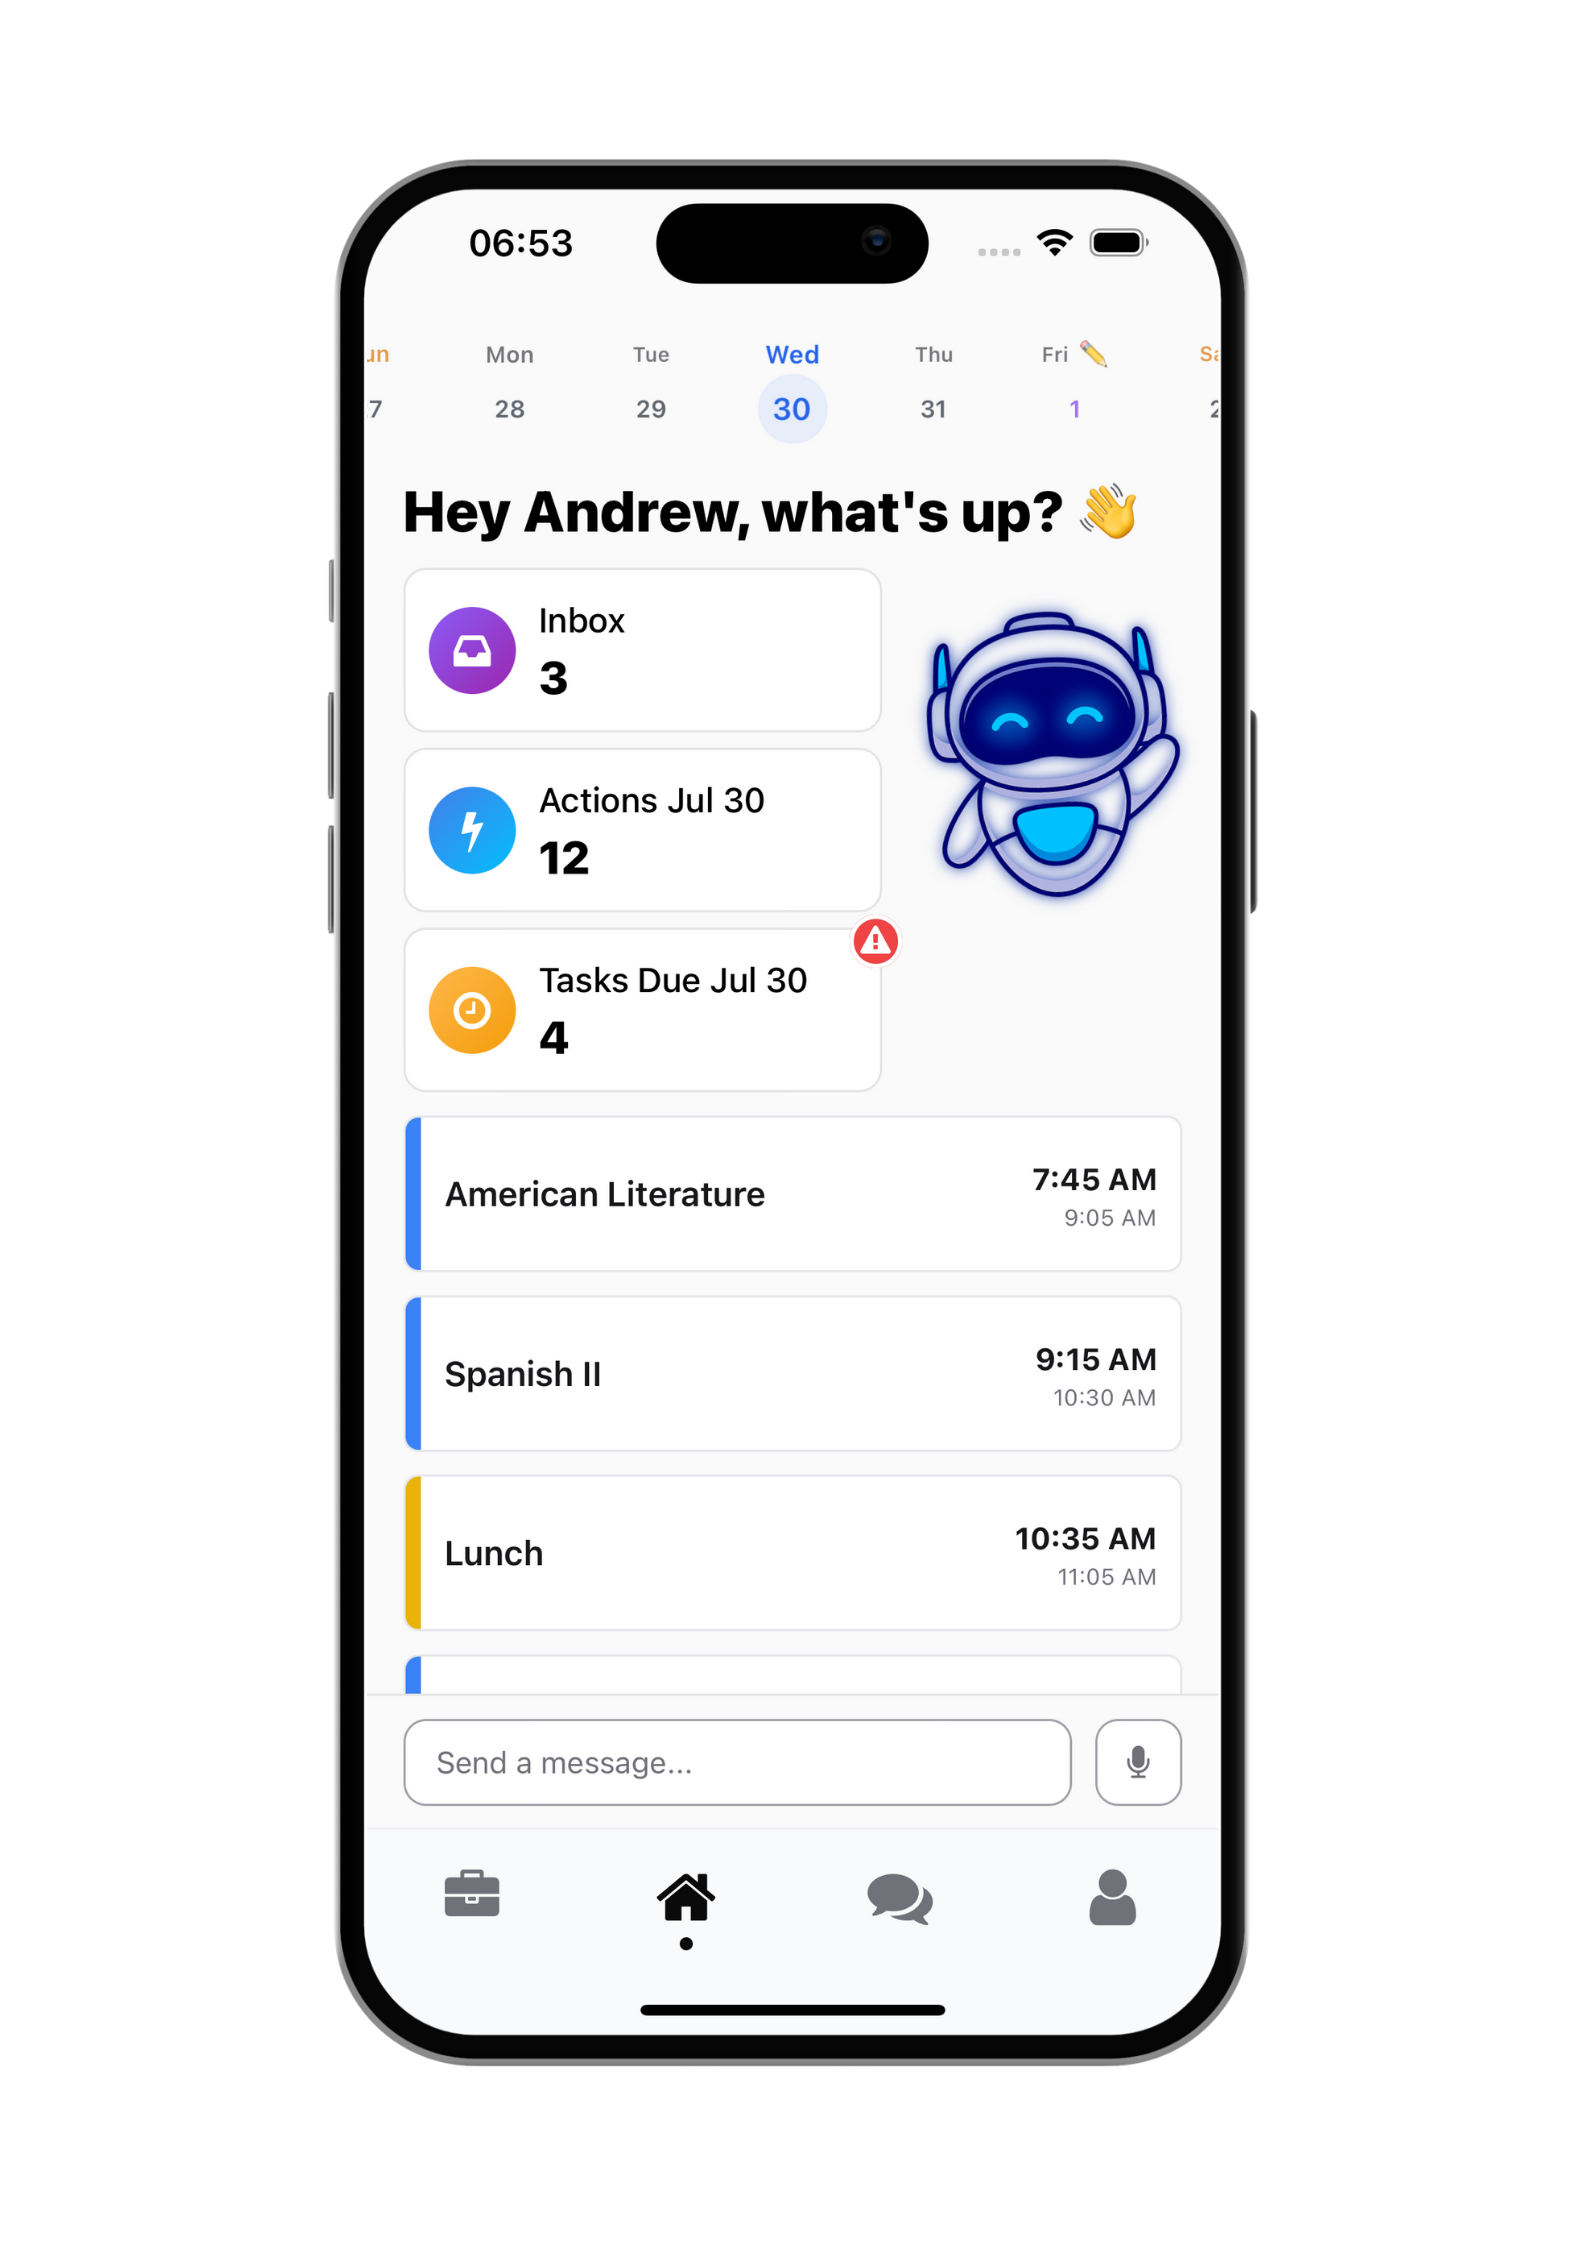 06:53
un Mon Tue Wed Thu Fri ✏️ Sa
7 28 29 30 31 1 2
Hey Andrew, what's up? 👋
Inbox
3
Actions Jul 30
12
Tasks Due Jul 30
4
American Literature
7:45 AM
9:05 AM
Spanish II
9:15 AM
10:30 AM
Lunch
10:35 AM
11:05 AM
Send a message...